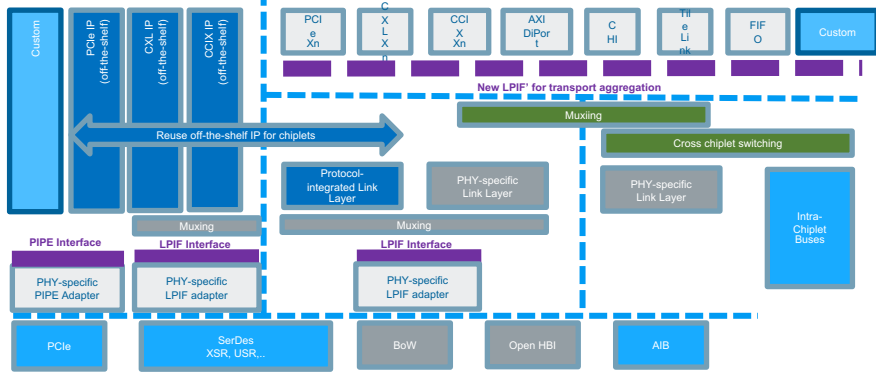 Custom
PCIe IP
(off-the-shelf)
CXL IP
(off-the-shelf)
CCIX IP
(off-the-shelf)
PCI
e
Xn
C
X
L
X
n
CCI
X
Xn
AXI
DiPor
t
C
HI
Til
e
Li
nk
FIF
O
Custom
New LPIF' for transport aggregation
Muxiing
Reuse off-the-shelf IP for chiplets
Cross chiplet switching
Protocol-
integrated Link
Layer
PHY-specific
Link Layer
PHY-specific
Link Layer
Intra-
Chiplet
Buses
Muxing
Muxing
PIPE Interface
LPIF Interface
LPIF Interface
PHY-specific
PIPE Adapter
PHY-specific
LPIF adapter
PHY-specific
LPIF adapter
PCIe
SerDes
XSR, USR,..
BoW
Open HBI
AIB